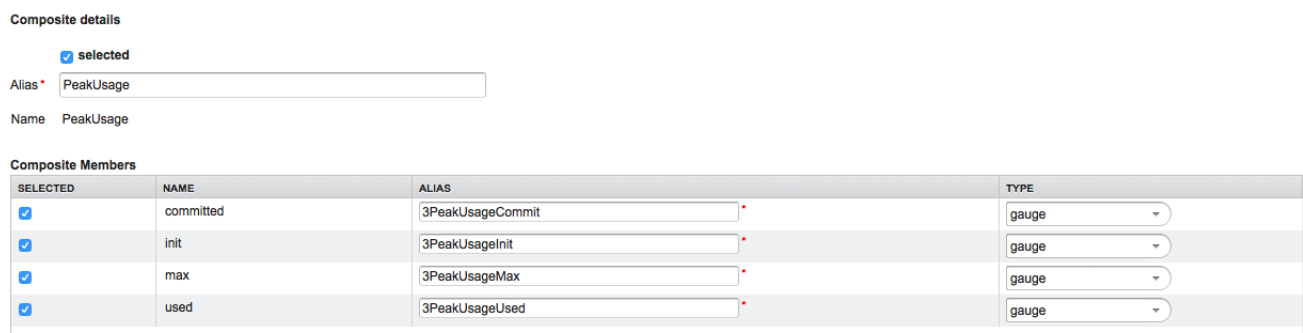 Composite details
selected
Alias* PeakUsage
Name PeakUsage
Composite Members
SELECTED NAME ALIAS TYPE
committed 3PeakUsageCommit * gauge
init 3PeakUsageInit * gauge
max 3PeakUsageMax * gauge
used 3PeakUsageUsed * gauge